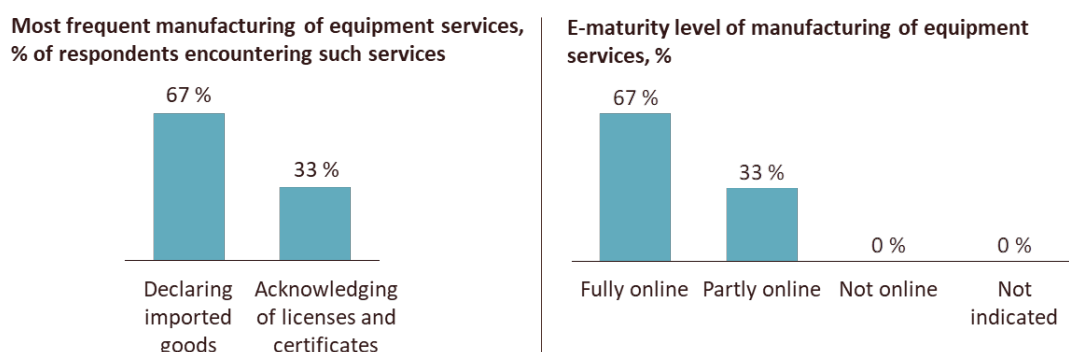 Most frequent manufacturing of equipment services,
% of respondents encountering such services
67 %
33 %
Declaring
imported
goods
Acknowledging
of licenses and
certificates
E-maturity level of manufacturing of equipment
services, %
67 %
33 %
0 %
0 %
Fully online
Partly online
Not online
Not
indicated